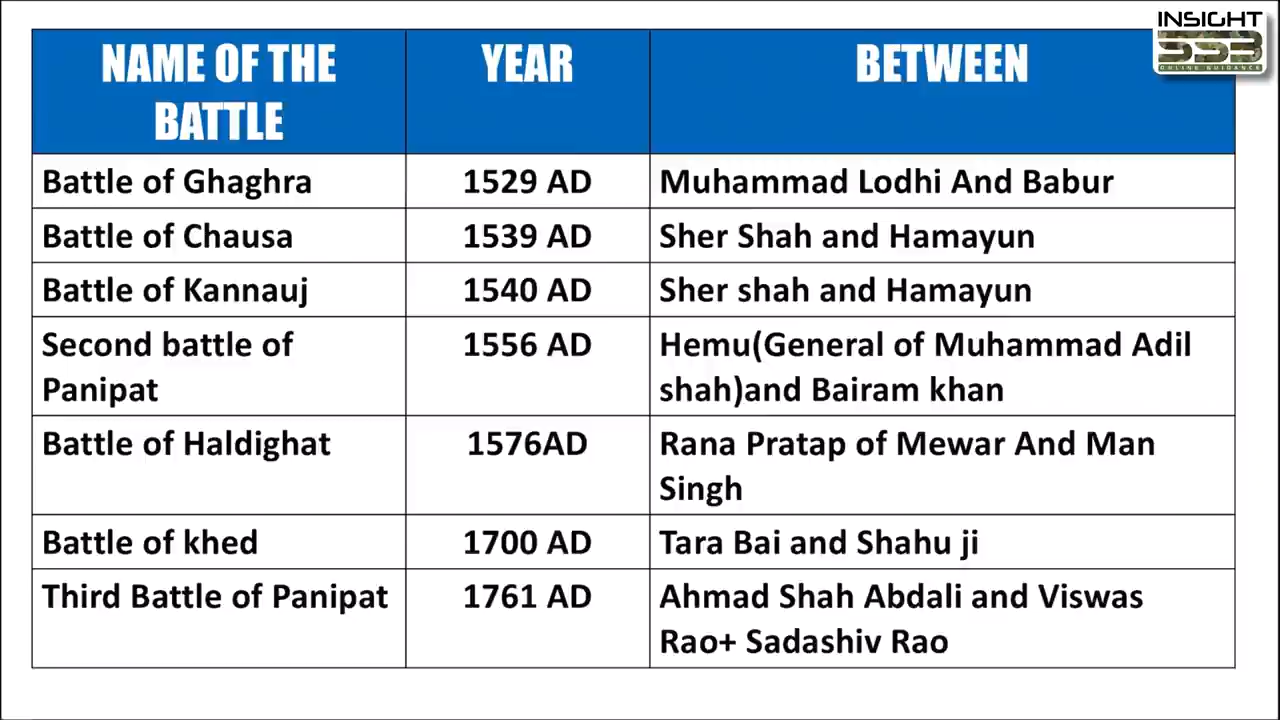 INSIGHT
SSB
ONLINE GUIDANCE
NAME OF THE
BATTLE
YEAR
BETWEEN
Battle of Ghaghra
1529 AD
Muhammad Lodhi And Babur
Battle of Chausa
1539 AD
Sher Shah and Hamayun
Battle of Kannauj
1540 AD
Sher shah and Hamayun
Second battle of
Panipat
1556 AD
Hemu(General of Muhammad Adil
shah)and Bairam khan
Battle of Haldighat
1576AD
Rana Pratap of Mewar And Man
Singh
Battle of khed
1700 AD
Tara Bai and Shahu ji
Third Battle of Panipat
1761 AD
Ahmad Shah Abdali and Viswas
Rao+ Sadashiv Rao